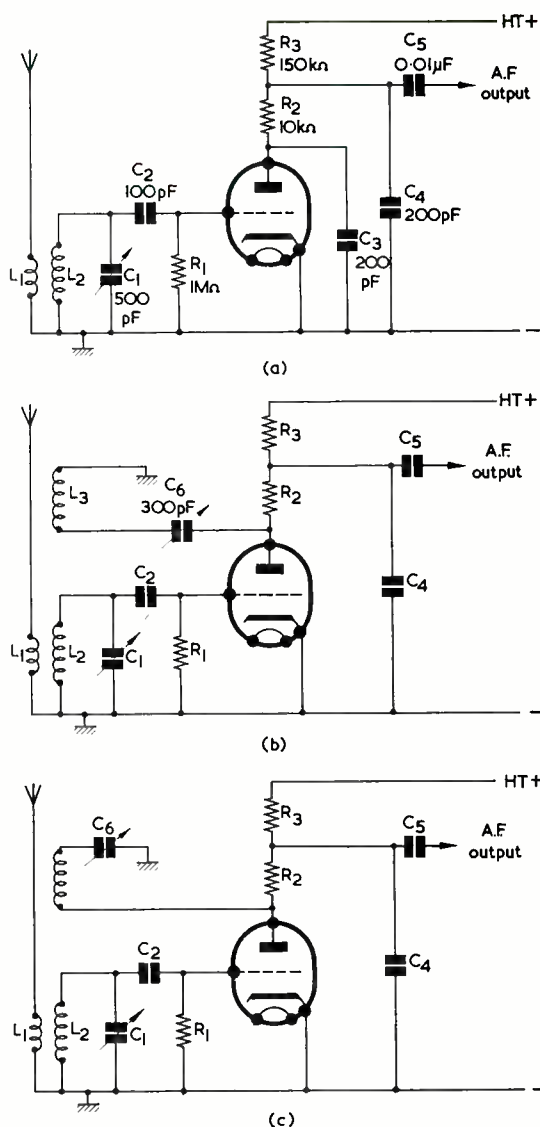 HT+
R3
150kΩ
C5
0·01µF
A.F
output
R2
10kΩ
C2
100pF
C4
200pF
L1
L2
C1
500
pF
R1
1MΩ
C3
200
pF
–
(a)
HT+
R3
C5
A.F.
output
L3
C6
300pF
R2
C2
C4
L1
L2
C1
R1
–
(b)
HT+
C6
R3
C5
A.F.
output
R2
C2
C4
L1
L2
C1
R1
–
(c)